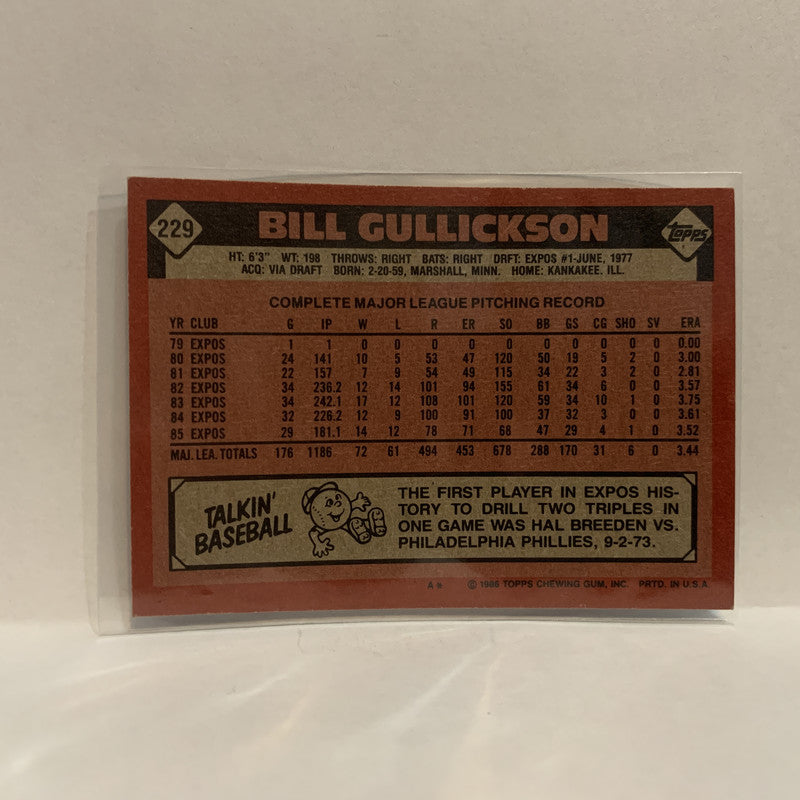 229 BILL GULLICKSON topps
HT: 6'3" WT: 198 THROWS: RIGHT BATS: RIGHT DRFT: EXPOS #1-JUNE, 1977
ACQ: VIA DRAFT BORN: 2-20-59, MARSHALL, MINN. HOME: KANKAKEE, ILL.
COMPLETE MAJOR LEAGUE PITCHING RECORD
YR CLUB G IP W L R ER SO BB GS CG SHO SV ERA
79 EXPOS 1 1 0 0 0 0 0 0 0 0 0 0 0.00
80 EXPOS 24 141 10 5 53 47 120 50 19 5 2 0 3.00
81 EXPOS 22 157 7 9 54 49 115 34 22 3 2 0 2.81
82 EXPOS 34 236.2 12 14 101 94 155 61 34 6 0 0 3.57
83 EXPOS 34 242.1 17 12 108 101 120 59 34 10 1 0 3.75
84 EXPOS 32 226.2 12 9 100 91 100 37 32 3 0 0 3.61
85 EXPOS 29 181.1 14 12 78 71 68 47 29 4 1 0 3.52
MAJ. LEA. TOTALS 176 1186 72 61 494 453 678 288 170 31 6 0 3.44
TALKIN'
BASEBALL
THE FIRST PLAYER IN EXPOS HIS-
TORY TO DRILL TWO TRIPLES IN
ONE GAME WAS HAL BREEDEN VS.
PHILADELPHIA PHILLIES, 9-2-73.
A* © 1986 TOPPS CHEWING GUM, INC. PRTD. IN U.S.A.